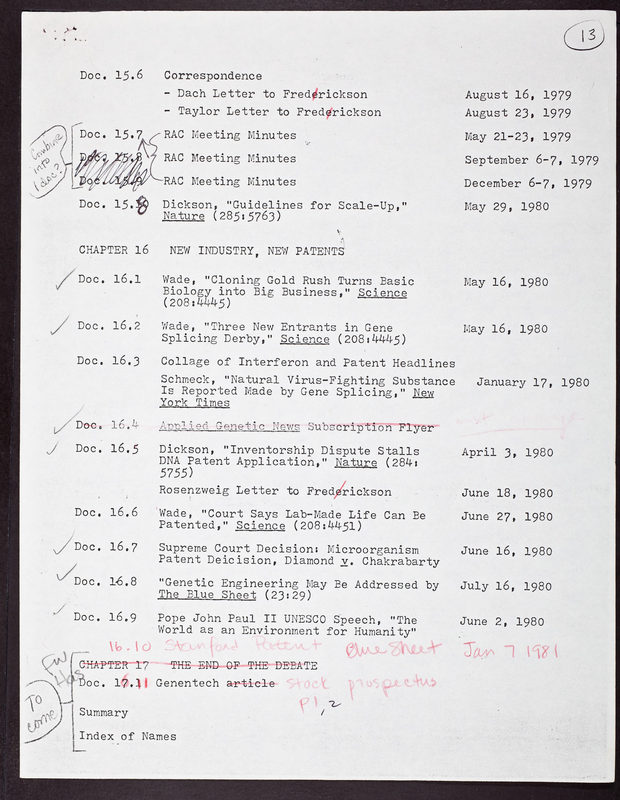 13
Doc. 15.6 Correspondence
- Dach Letter to Frederickson August 16, 1979
- Taylor Letter to Frederickson August 23, 1979
Combine into 1 doc?
Doc. 15.7 RAC Meeting Minutes May 21-23, 1979
Doc. 15.8 RAC Meeting Minutes September 6-7, 1979
Doc. 15.9 RAC Meeting Minutes December 6-7, 1979
Doc. 15.8 Dickson, "Guidelines for Scale-Up," May 29, 1980
Nature (285:5763)
CHAPTER 16 NEW INDUSTRY, NEW PATENTS
Doc. 16.1 Wade, "Cloning Gold Rush Turns Basic May 16, 1980
Biology into Big Business," Science
(208:4445)
Doc. 16.2 Wade, "Three New Entrants in Gene May 16, 1980
Splicing Derby," Science (208:4445)
Doc. 16.3 Collage of Interferon and Patent Headlines
Schmeck, "Natural Virus-Fighting Substance January 17, 1980
Is Reported Made by Gene Splicing," New
York Times
Doc. 16.4 Applied Genetic News Subscription Flyer
Doc. 16.5 Dickson, "Inventorship Dispute Stalls April 3, 1980
DNA Patent Application," Nature (284:
5755)
Rosenzweig Letter to Frederickson June 18, 1980
Doc. 16.6 Wade, "Court Says Lab-Made Life Can Be June 27, 1980
Patented," Science (208:4451)
Doc. 16.7 Supreme Court Decision: Microorganism June 16, 1980
Patent Deicision, Diamond v. Chakrabarty
Doc. 16.8 "Genetic Engineering May Be Addressed by July 16, 1980
The Blue Sheet (23:29)
Doc. 16.9 Pope John Paul II UNESCO Speech, "The June 2, 1980
World as an Environment for Humanity"
16.10 Stanford Patent Blue Sheet Jan 7 1981
CHAPTER 17 THE END OF THE DEBATE
FW Has
Doc. 17.1 6.11 Genentech article stock prospectus
P1, 2
To come
Summary
Index of Names